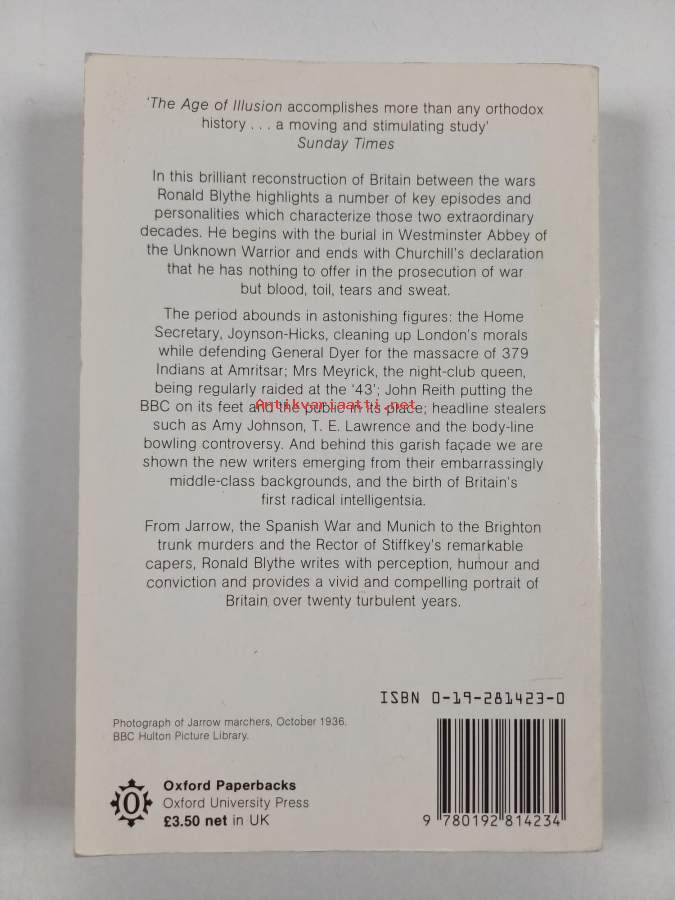 'The Age of Illusion accomplishes more than any orthodox
history . . . a moving and stimulating study'
Sunday Times
In this brilliant reconstruction of Britain between the wars
Ronald Blythe highlights a number of key episodes and
personalities which characterize those two extraordinary
decades. He begins with the burial in Westminster Abbey of
the Unknown Warrior and ends with Churchill's declaration
that he has nothing to offer in the prosecution of war
but blood, toil, tears and sweat.
The period abounds in astonishing figures: the Home
Secretary, Joynson-Hicks, cleaning up London's morals
while defending General Dyer for the massacre of 379
Indians at Amritsar; Mrs Meyrick, the night-club queen,
being regularly raided at the '43'; John Reith putting the
BBC on its feet and the public in its place; headline stealers
Antikvariaatti.net
such as Amy Johnson, T. E. Lawrence and the body-line
bowling controversy. And behind this garish façade we are
shown the new writers emerging from their embarrassingly
middle-class backgrounds, and the birth of Britain's
first radical intelligentsia.
From Jarrow, the Spanish War and Munich to the Brighton
trunk murders and the Rector of Stiffkey's remarkable
capers, Ronald Blythe writes with perception, humour and
conviction and provides a vivid and compelling portrait of
Britain over twenty turbulent years.
ISBN 0-19-281423-0
Photograph of Jarrow marchers, October 1936.
BBC Hulton Picture Library.
Oxford Paperbacks
Oxford University Press
£3.50 net in UK
9 780192 814234